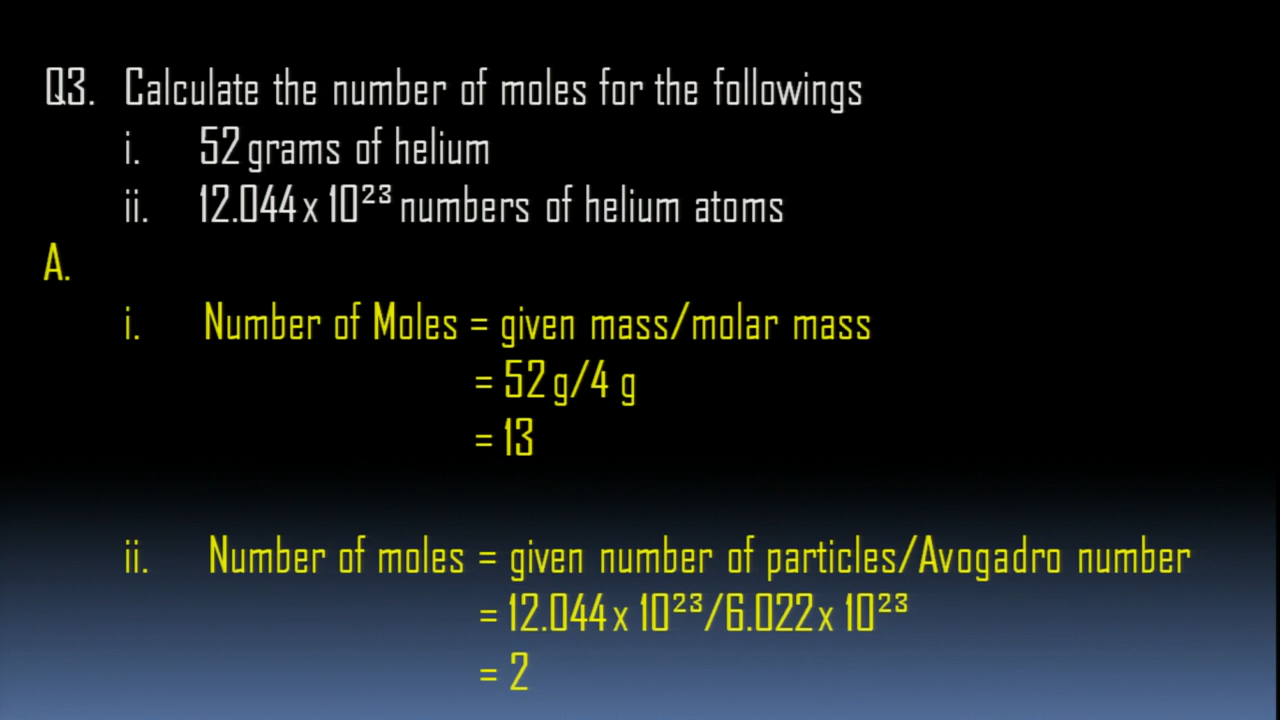 Q3. Calculate the number of moles for the followings
i. 52 grams of helium
ii. 12.044 x 10²³ numbers of helium atoms
A.
i. Number of Moles = given mass/molar mass
= 52 g/4 g
= 13
ii. Number of moles = given number of particles/Avogadro number
= 12.044 x 10²³/6.022 x 10²³
= 2